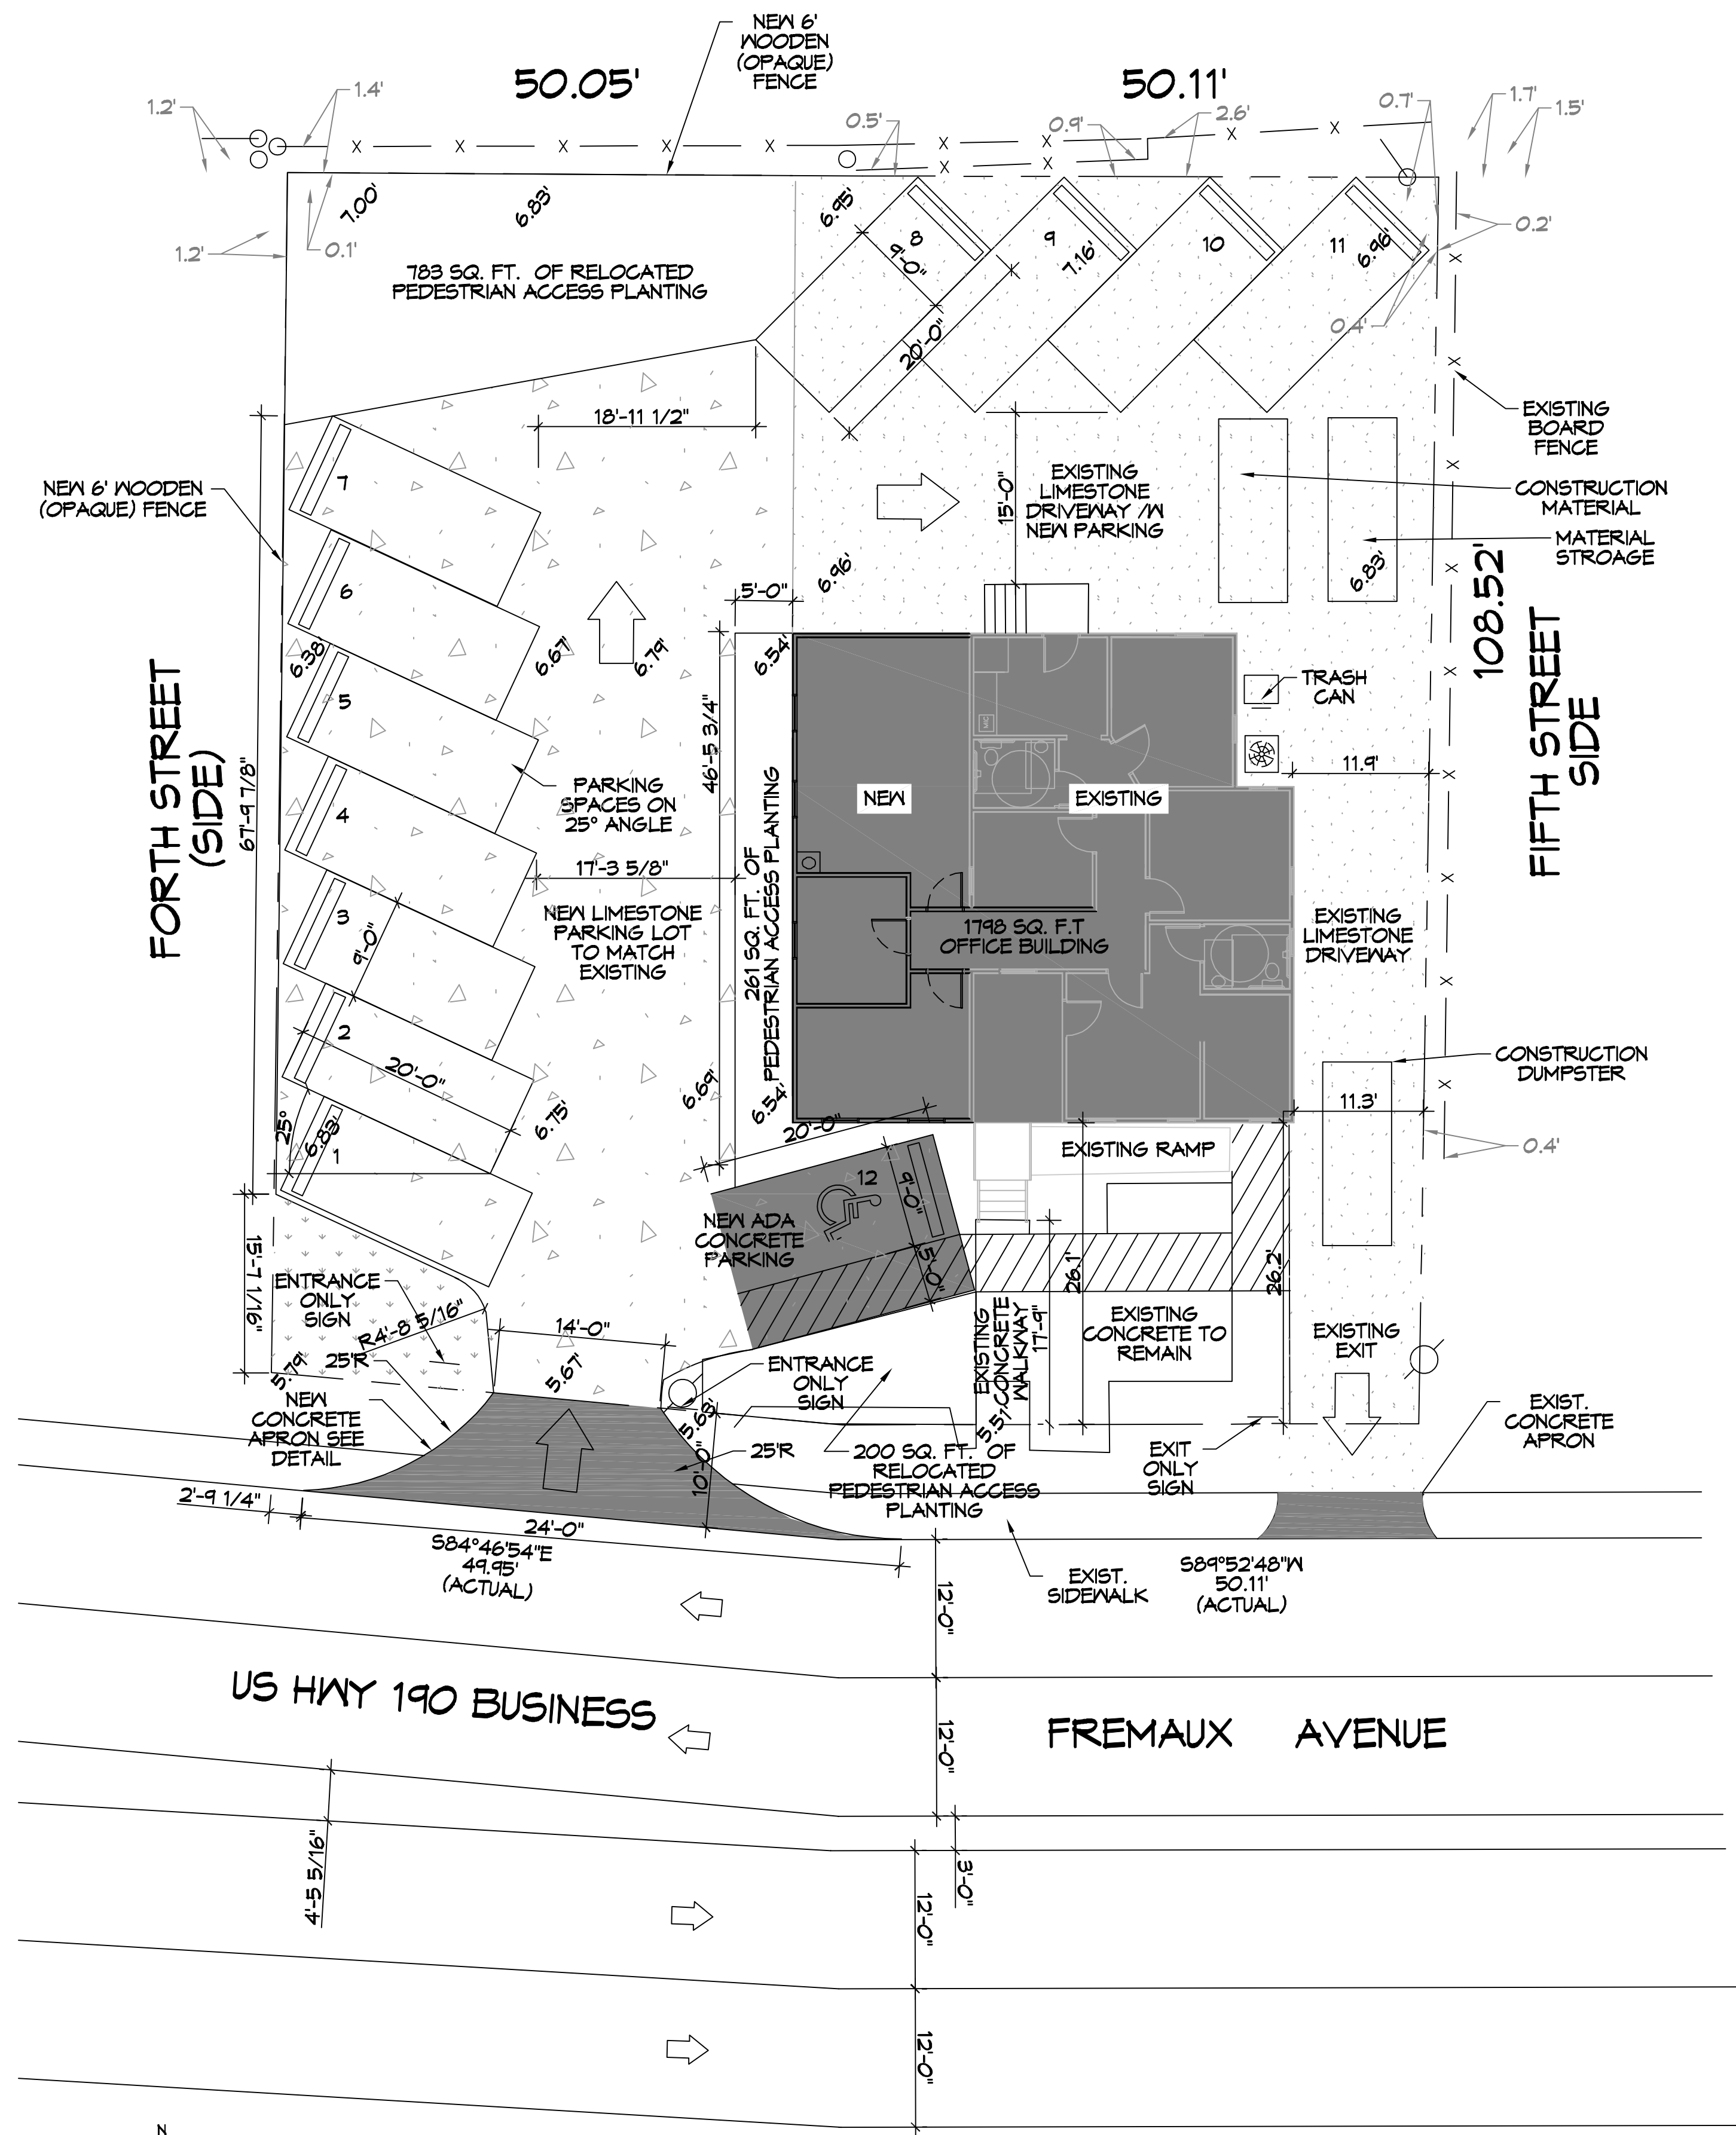 NEW 6'
WOODEN
(OPAQUE)
FENCE
50.05'
50.11'
1.2'
1.4'
0.5'
0.9'
2.6'
0.7'
1.7'
1.5'
7.00'
6.83'
6.95'
8
9'-0"
9
7.16'
10
11
6.96'
0.2'
1.2'
0.1'
783 SQ. FT. OF RELOCATED
PEDESTRIAN ACCESS PLANTING
20'-0"
0.4'
18'-11 1/2"
EXISTING
BOARD
FENCE
NEW 6' WOODEN
(OPAQUE) FENCE
7
15'-0"
EXISTING
LIMESTONE
DRIVEWAY /W
NEW PARKING
CONSTRUCTION
MATERIAL
MATERIAL
STROAGE
6.83'
108.52'
6.96'
5'-0"
6
6.38'
6.67'
6.79'
6.54'
5
FORTH STREET
(SIDE)
67'-9 7/8"
46'-5 3/4"
TRASH
CAN
FIFTH STREET
SIDE
11.9'
PARKING
SPACES ON
25° ANGLE
NEW
EXISTING
4
17'-3 5/8"
261 SQ. FT. OF
PEDESTRIAN ACCESS PLANTING
3
9'-0"
NEW LIMESTONE
PARKING LOT
TO MATCH
EXISTING
1798 SQ. F.T
OFFICE BUILDING
EXISTING
LIMESTONE
DRIVEWAY
2
20'-0"
6.69'
6.54'
6.75'
CONSTRUCTION
DUMPSTER
11.3'
25°
6.83'
1
20'-0"
EXISTING RAMP
0.4'
12
9'-0"
NEW ADA
CONCRETE
PARKING
5'-0"
15'-7 1/16"
ENTRANCE
ONLY
SIGN
R4'-8 5/16"
25'R
5.79'
14'-0"
5.67'
ENTRANCE
ONLY
SIGN
EXISTING
CONCRETE
WALKWAY
17'-9"
26.1'
26.2'
EXISTING
CONCRETE TO
REMAIN
EXISTING
EXIT
NEW
CONCRETE
APRON SEE
DETAIL
5.63'
10'-0"
25'R
5.51'
200 SQ. FT. OF
RELOCATED
PEDESTRIAN ACCESS
PLANTING
EXIT
ONLY
SIGN
EXIST.
CONCRETE
APRON
2'-9 1/4"
24'-0"
S84°46'54"E
49.95'
(ACTUAL)
EXIST.
SIDEWALK
S89°52'48"W
50.11'
(ACTUAL)
12'-0"
US HWY 190 BUSINESS
12'-0"
FREMAUX AVENUE
4'-5 5/16"
3'-0"
12'-0"
12'-0"
N